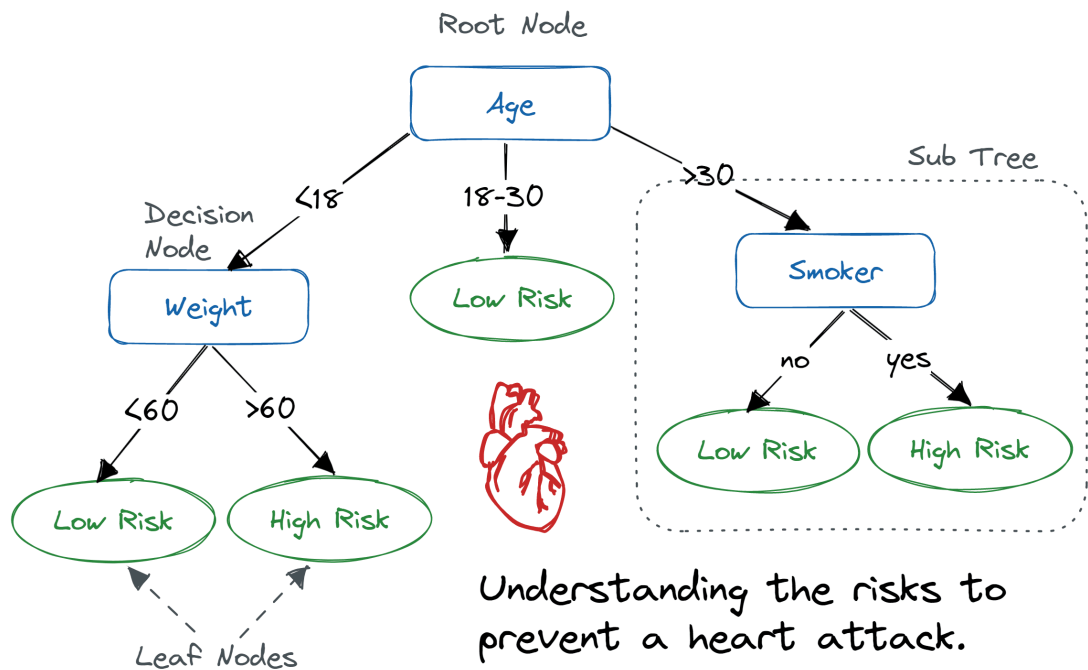 Root Node
Age
Sub Tree
<18
18-30
>30
Decision
Node
Weight
Low Risk
Smoker
<60
>60
no
yes
Low Risk
High Risk
Low Risk
High Risk
Leaf Nodes
Understanding the risks to
prevent a heart attack.